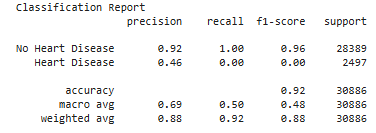 Classification Report
precision recall f1-score support
No Heart Disease 0.92 1.00 0.96 28389
Heart Disease 0.46 0.00 0.00 2497
accuracy 0.92 30886
macro avg 0.69 0.50 0.48 30886
weighted avg 0.88 0.92 0.88 30886